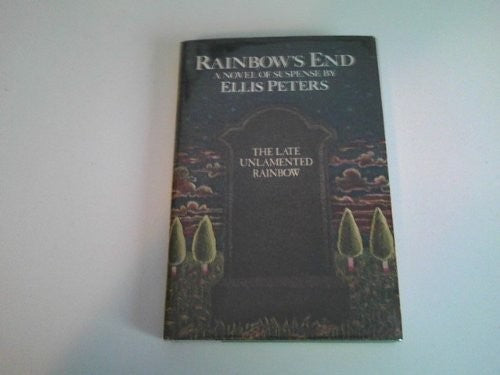 RAINBOW'S END
A NOVEL OF SUSPENSE BY
ELLIS PETERS
THE LATE
UNLAMENTED
RAINBOW